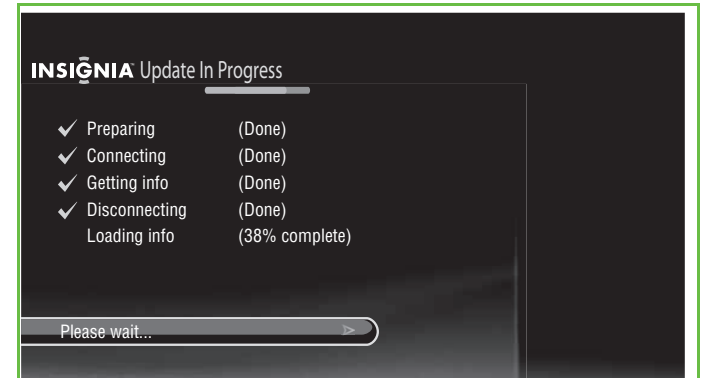 INSIGNIA Update In Progress
Preparing (Done)
Connecting (Done)
Getting info (Done)
Disconnecting (Done)
Loading info (38% complete)
Please wait...